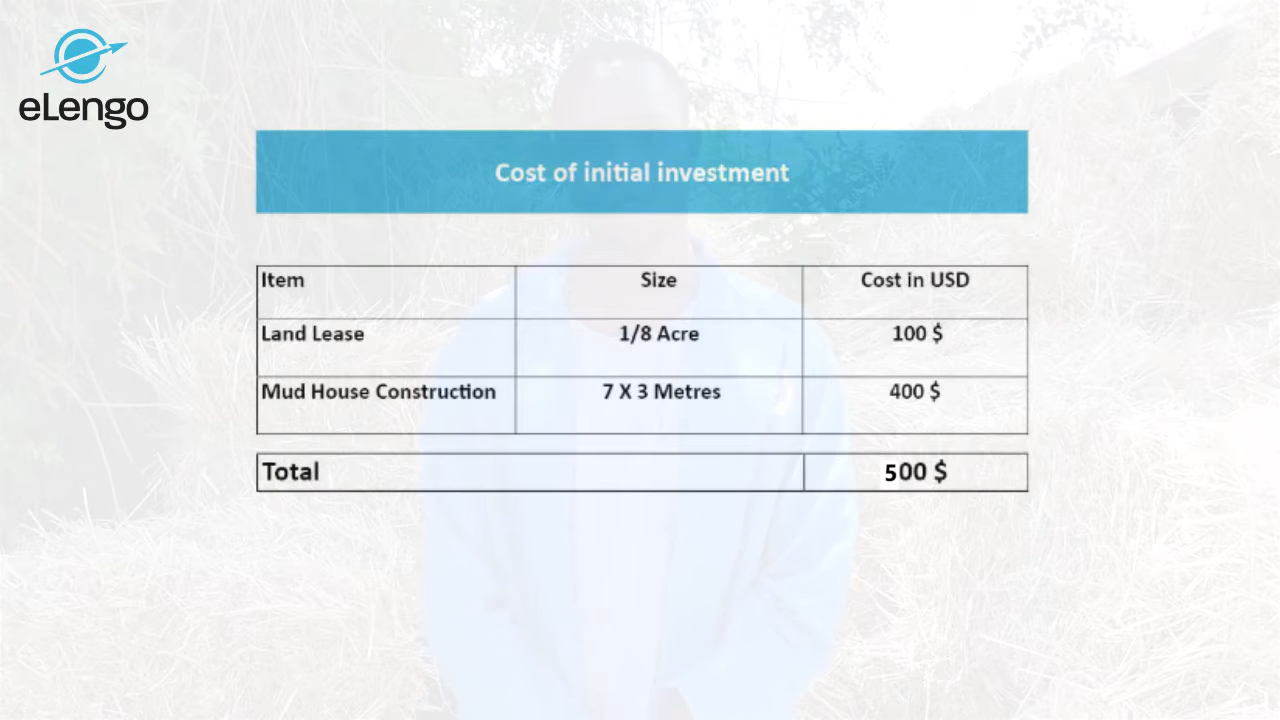 eLengo
Cost of initial investment
Item Size Cost in USD
Land Lease 1/8 Acre 100 $
Mud House Construction 7 X 3 Metres 400 $
Total 500 $